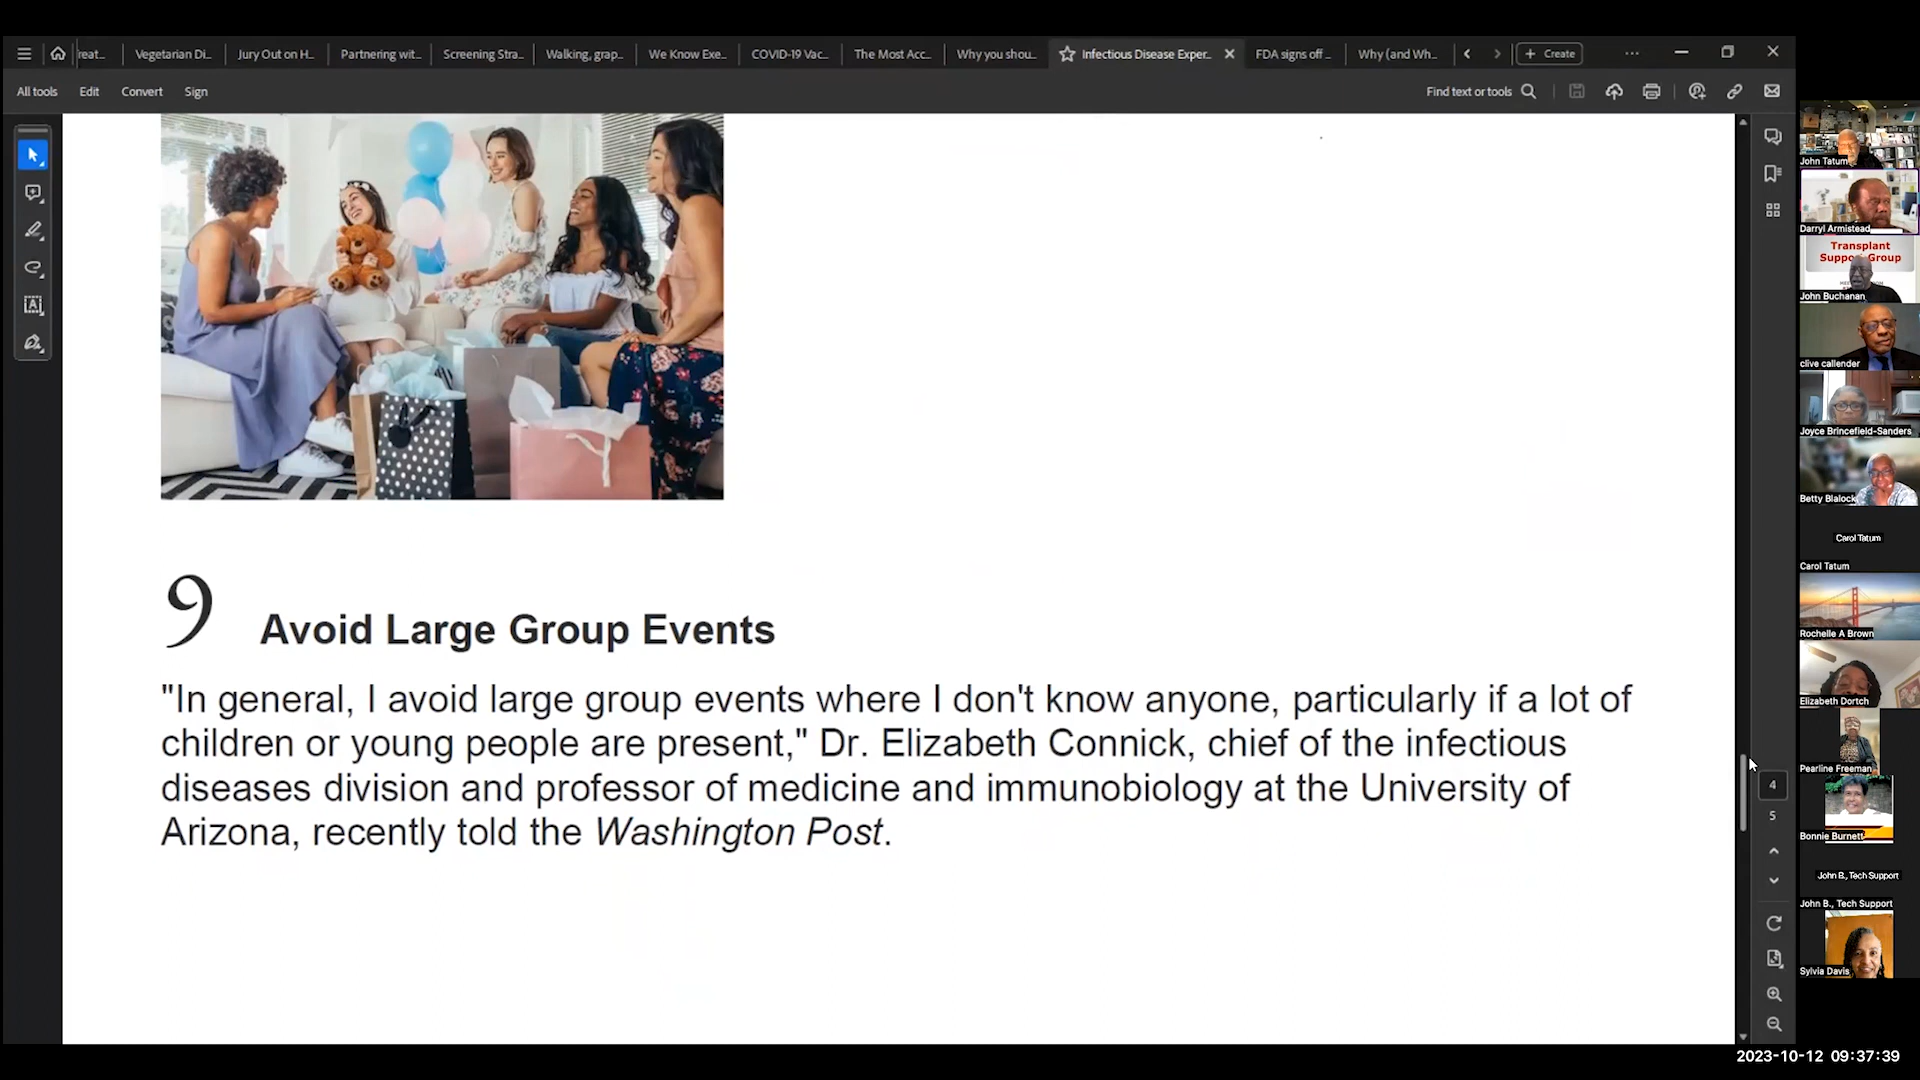 reat...
Vegetarian Di...
Jury Out on H...
Partnering wit...
Screening Stra...
Walking, grap...
We Know Exe...
COVID-19 Vac...
The Most Acc...
Why you shou...
Infectious Disease Exper...
FDA signs off ...
Why (and Wh...
Create
All tools
Edit
Convert
Sign
Find text or tools
9
Avoid Large Group Events
"In general, I avoid large group events where I don't know anyone, particularly if a lot of
children or young people are present," Dr. Elizabeth Connick, chief of the infectious
diseases division and professor of medicine and immunobiology at the University of
Arizona, recently told the Washington Post.
4
5
John Tatum
Darryl Armistead
Transplant
Support Group
John Buchanan
clive callender
Joyce Brincefield-Sanders
Betty Blalock
Carol Tatum
Carol Tatum
Rochelle A Brown
Elizabeth Dortch
Pearline Freeman
Bonnie Burnett
John B., Tech Support
John B., Tech Support
Sylvia Davis
2023-10-12 09:37:39